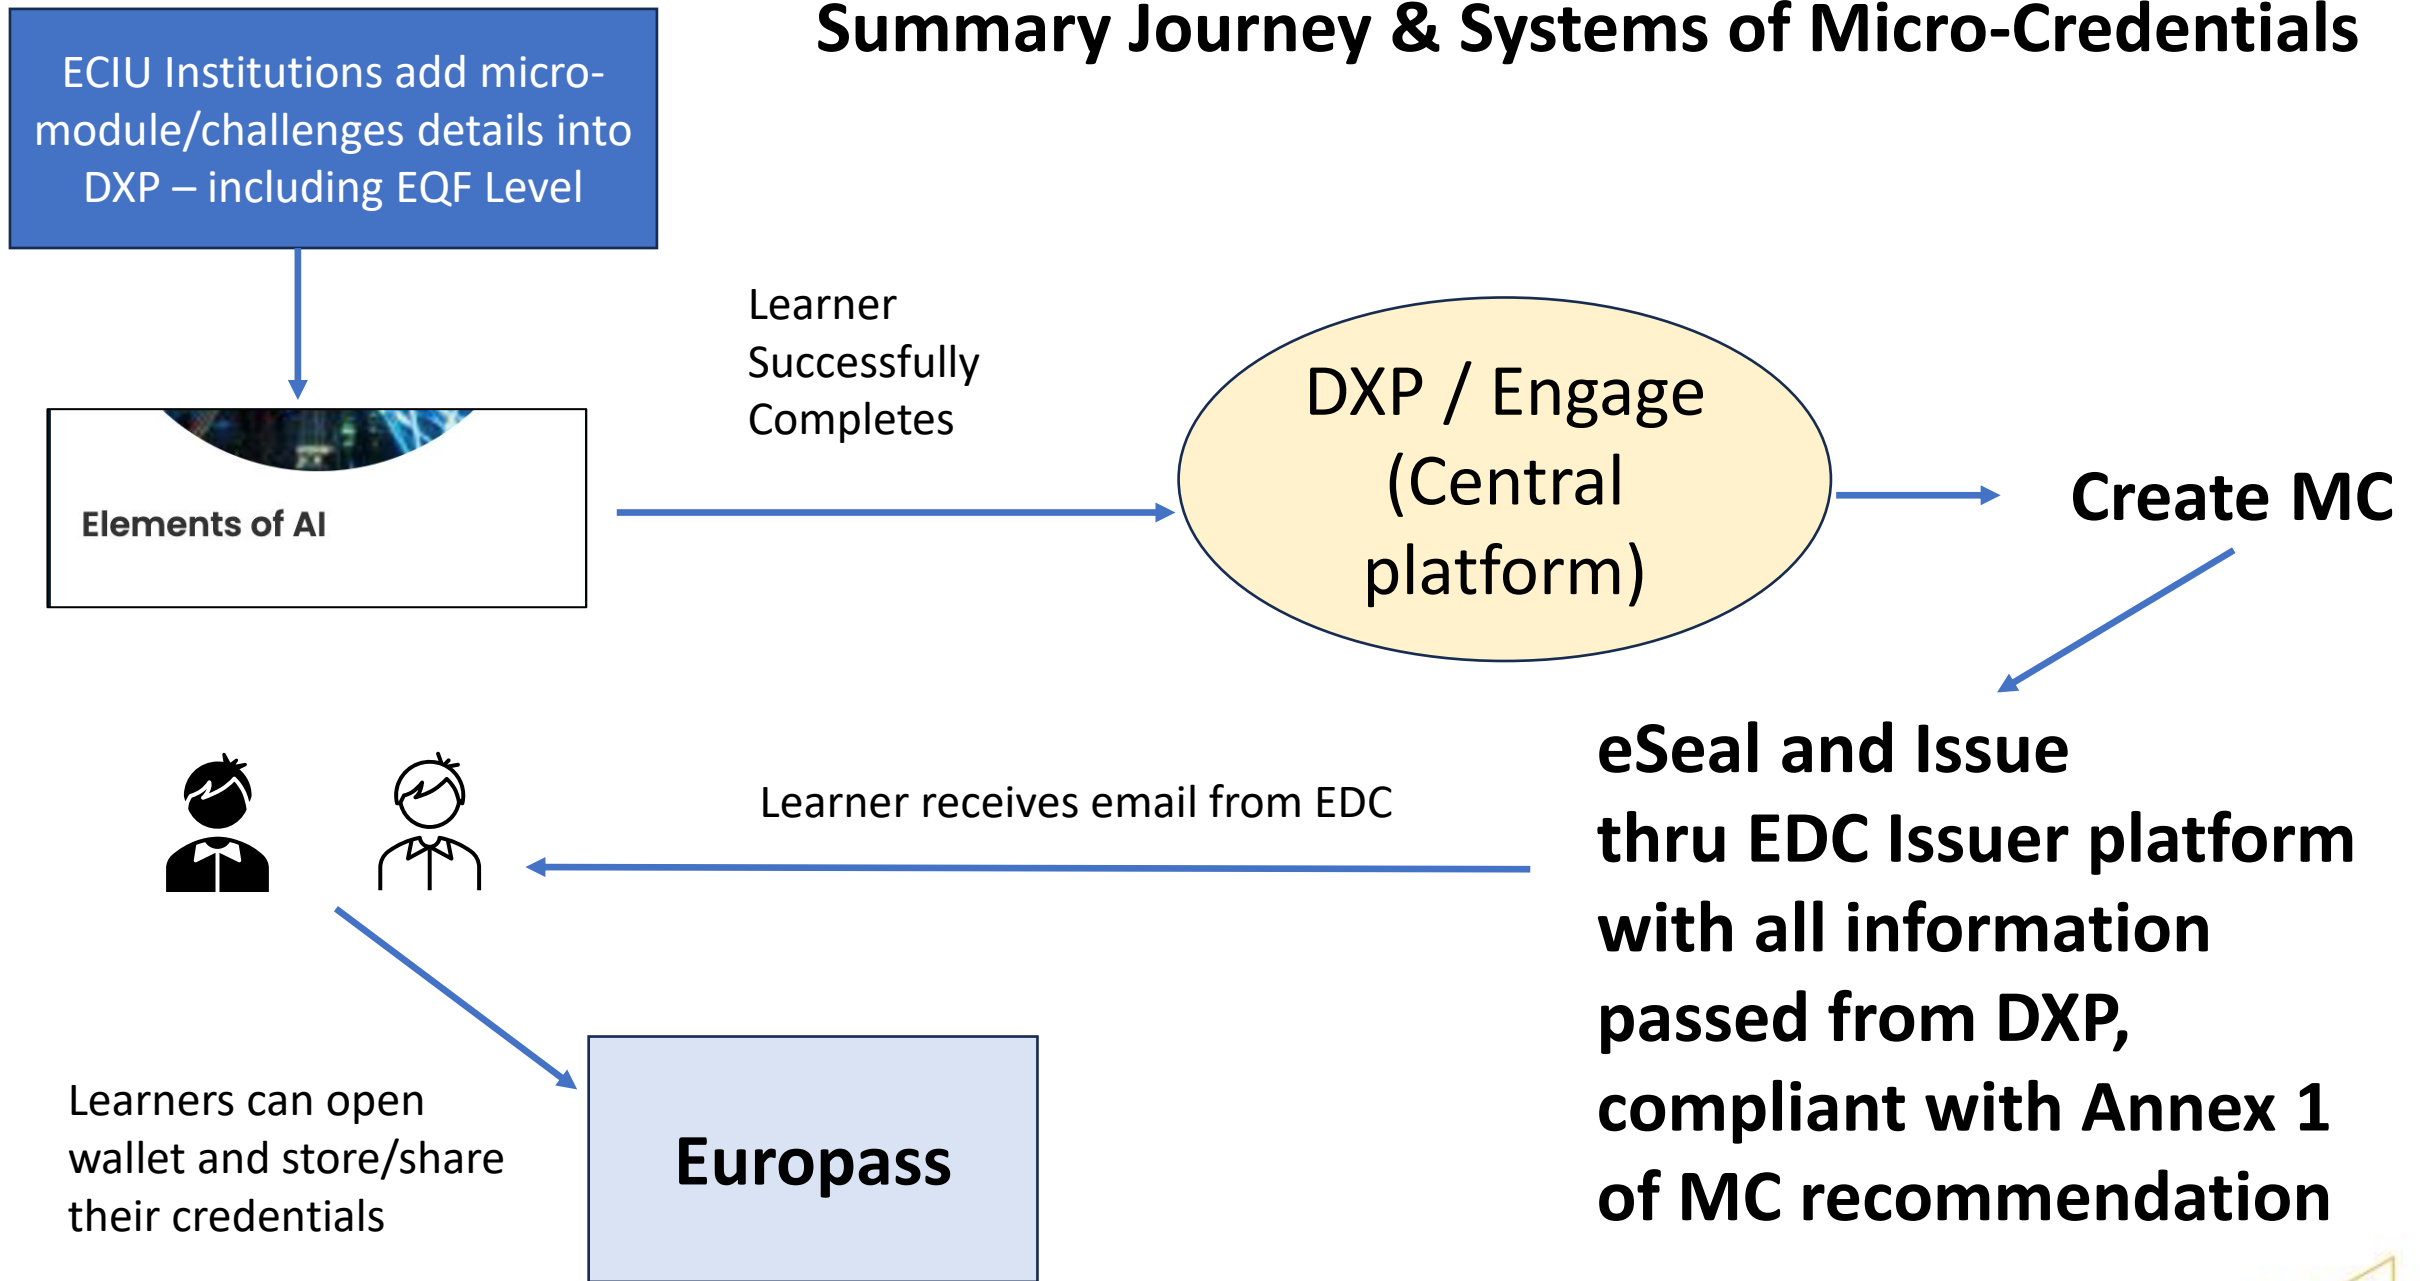 Summary Journey & Systems of Micro-Credentials
ECIU Institutions add micro-
module/challenges details into
DXP – including EQF Level
Elements of AI
Learner
Successfully
Completes
DXP / Engage
(Central
platform)
Create MC
eSeal and Issue
thru EDC Issuer platform
with all information
passed from DXP,
compliant with Annex 1
of MC recommendation
Learner receives email from EDC
Learners can open
wallet and store/share
their credentials
Europass